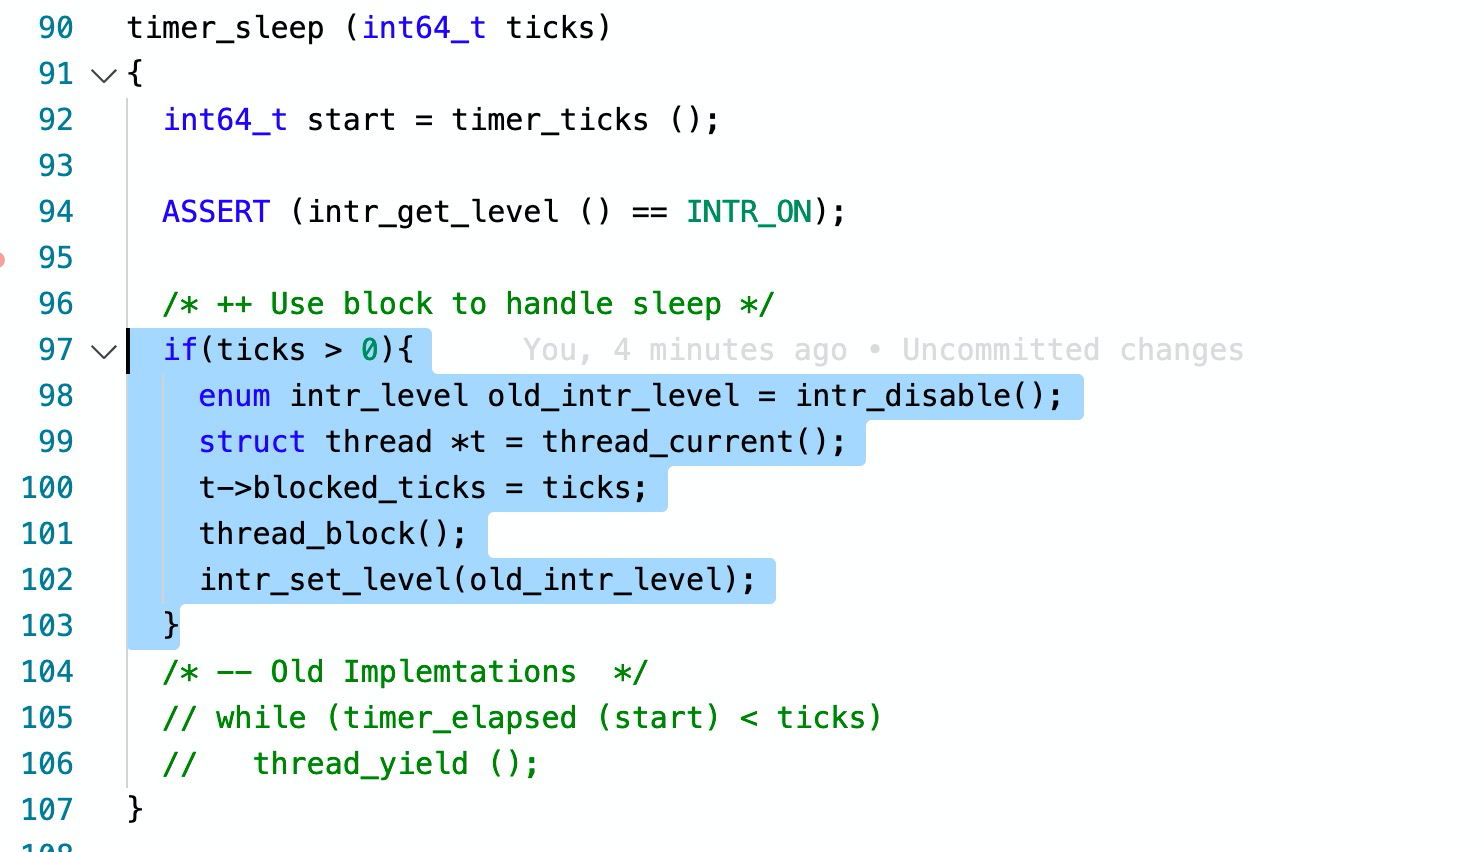 90 timer_sleep (int64_t ticks)
91 {
92 int64_t start = timer_ticks ();
93
94 ASSERT (intr_get_level () == INTR_ON);
95
96 /* ++ Use block to handle sleep */
97 if(ticks > 0){ You, 4 minutes ago • Uncommitted changes
98 enum intr_level old_intr_level = intr_disable();
99 struct thread *t = thread_current();
100 t->blocked_ticks = ticks;
101 thread_block();
102 intr_set_level(old_intr_level);
103 }
104 /* -- Old Implemtations  */
105 // while (timer_elapsed (start) < ticks)
106 //   thread_yield ();
107 }
108